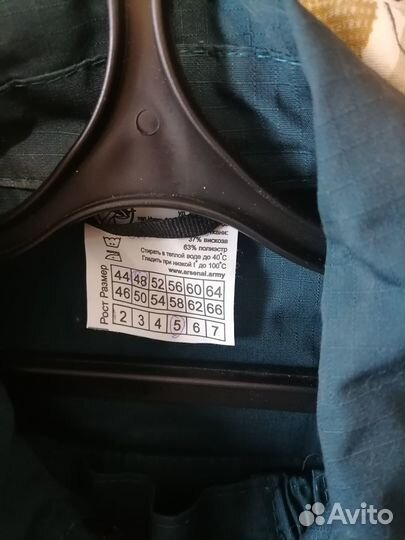 ткани:
37% вискоза
63% полиэстр
Стирать в теплой воде до 40°C
Гладить при низкой t° до 100°C
www.arsenal.army
Рост Размер
44 48 52 56 60 64
46 50 54 58 62 66
2 3 4 5 6 7
Avito